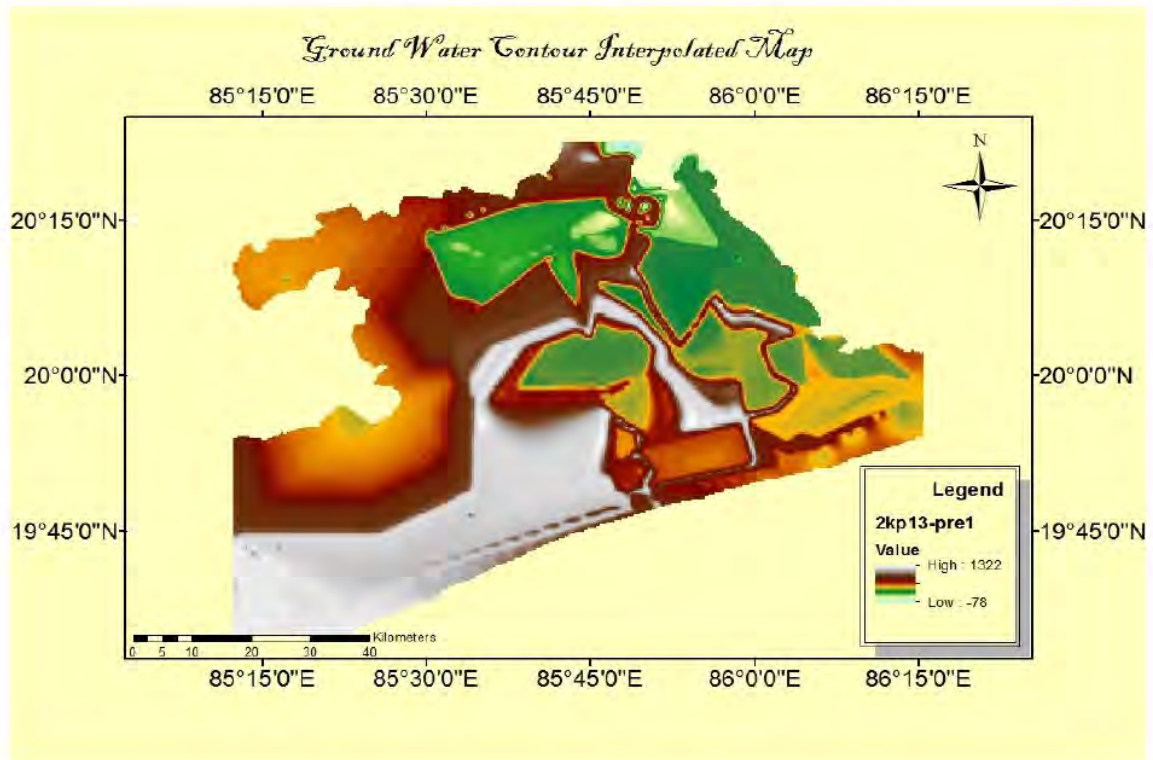 Ground Water Contour Interpolated Map
85°15'0"E 85°30'0"E 85°45'0"E 86°0'0"E 86°15'0"E
N
20°15'0"N 20°15'0"N
20°0'0"N 20°0'0"N
19°45'0"N 19°45'0"N
Legend
2kp13-pre1
Value
High : 1322
Low : -78
Kilometers
0 5 10 20 30 40
85°15'0"E 85°30'0"E 85°45'0"E 86°0'0"E 86°15'0"E